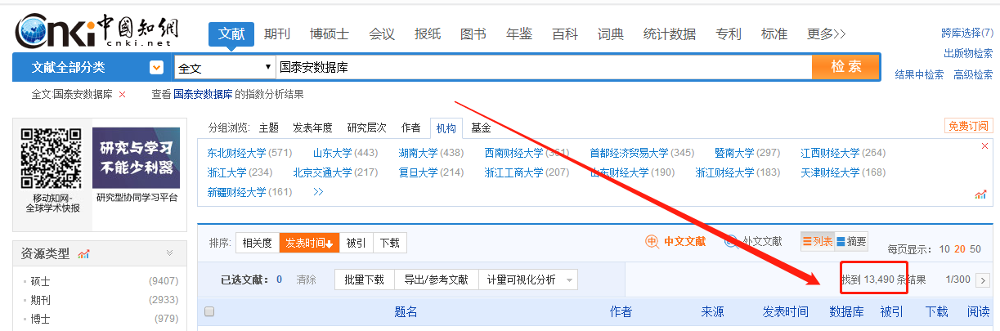 Cnki中国知網
cnki.net
文献 期刊 博硕士 会议 报纸 图书 年鉴 百科 词典 统计数据 专利 标准 更多>>
跨库选择(7)
文献全部分类 全文 国泰安数据库 检索
出版物检索
结果中检索 高级检索
全文:国泰安数据库 × 查看 国泰安数据库 的指数分析结果
研究与学习
不能少利器
移动知网-
全球学术快报
研究型协同学习平台
分组浏览: 主题 发表年度 研究层次 作者 机构 基金 免费订阅
东北财经大学(571) 山东大学(443) 湖南大学(438) 西南财经大学 首都经济贸易大学(345) 暨南大学(297) 江西财经大学(264)
浙江大学(234) 北京交通大学(217) 复旦大学(214) 浙江工商大学(207) 山东财经大学(190) 浙江财经大学(183) 天津财经大学(168)
新疆财经大学(161) >>
资源类型
硕士 (9407)
期刊 (2933)
博士 (979)
排序: 相关度 发表时间↓ 被引 下载 中文文献 外文文献 列表 摘要 每页显示: 10 20 50
已选文献: 0 清除 批量下载 导出/参考文献 计量可视化分析 找到 13,490 条结果 1/300 >
题名 作者 来源 发表时间 数据库 被引 下载 阅读